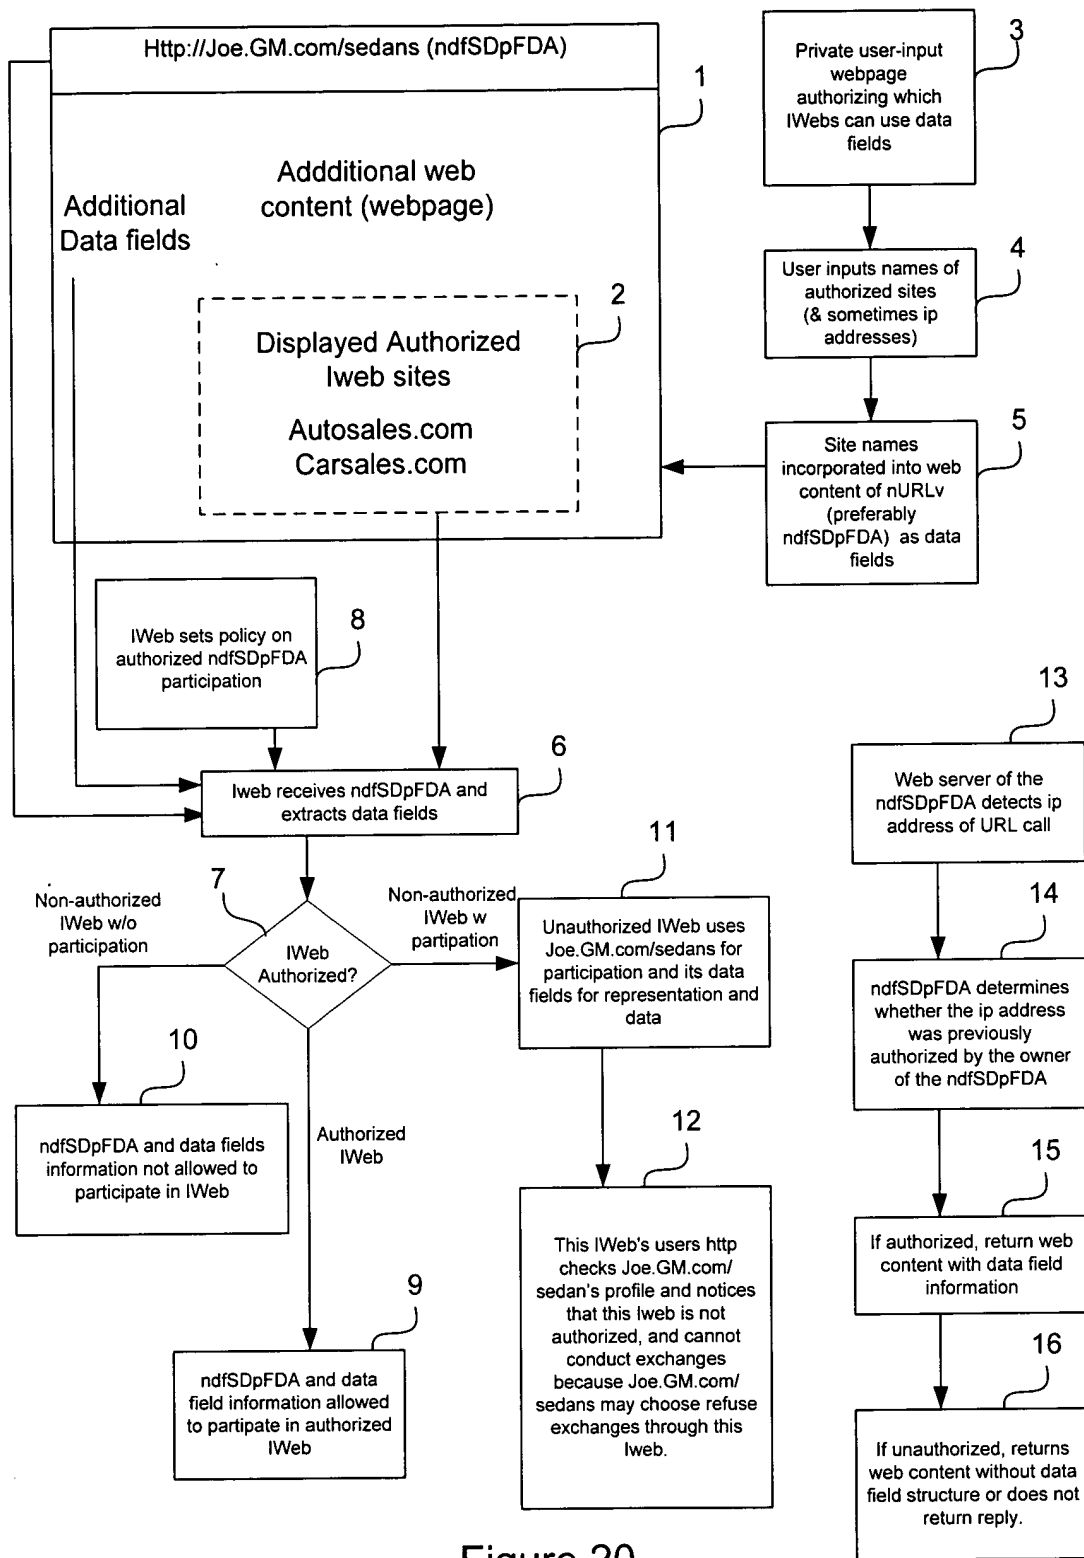 Http://Joe.GM.com/sedans (ndfSDpFDA)
1
Addditional web
content (webpage)
Additional
Data fields
2
Displayed Authorized
Iweb sites
Autosales.com
Carsales.com
3
Private user-input
webpage
authorizing which
IWebs can use data
fields
4
User inputs names of
authorized sites
(& sometimes ip
addresses)
5
Site names
incorporated into web
content of nURLv
(preferably
ndfSDpFDA) as data
fields
8
IWeb sets policy on
authorized ndfSDpFDA
participation
6
Iweb receives ndfSDpFDA and
extracts data fields
7
IWeb
Authorized?
Non-authorized
IWeb w/o
participation
Non-authorized
IWeb w
partipation
Authorized
IWeb
10
ndfSDpFDA and data fields
information not allowed to
participate in IWeb
9
ndfSDpFDA and data
field information allowed
to partipate in authorized
IWeb
11
Unauthorized IWeb uses
Joe.GM.com/sedans for
participation and its data
fields for representation and
data
12
This IWeb's users http
checks Joe.GM.com/
sedan's profile and notices
that this Iweb is not
authorized, and cannot
conduct exchanges
because Joe.GM.com/
sedans may choose refuse
exchanges through this
Iweb.
13
Web server of the
ndfSDpFDA detects ip
address of URL call
14
ndfSDpFDA determines
whether the ip address
was previously
authorized by the owner
of the ndfSDpFDA
15
If authorized, return web
content with data field
information
16
If unauthorized, returns
web content without data
field structure or does not
return reply.
Figure 20